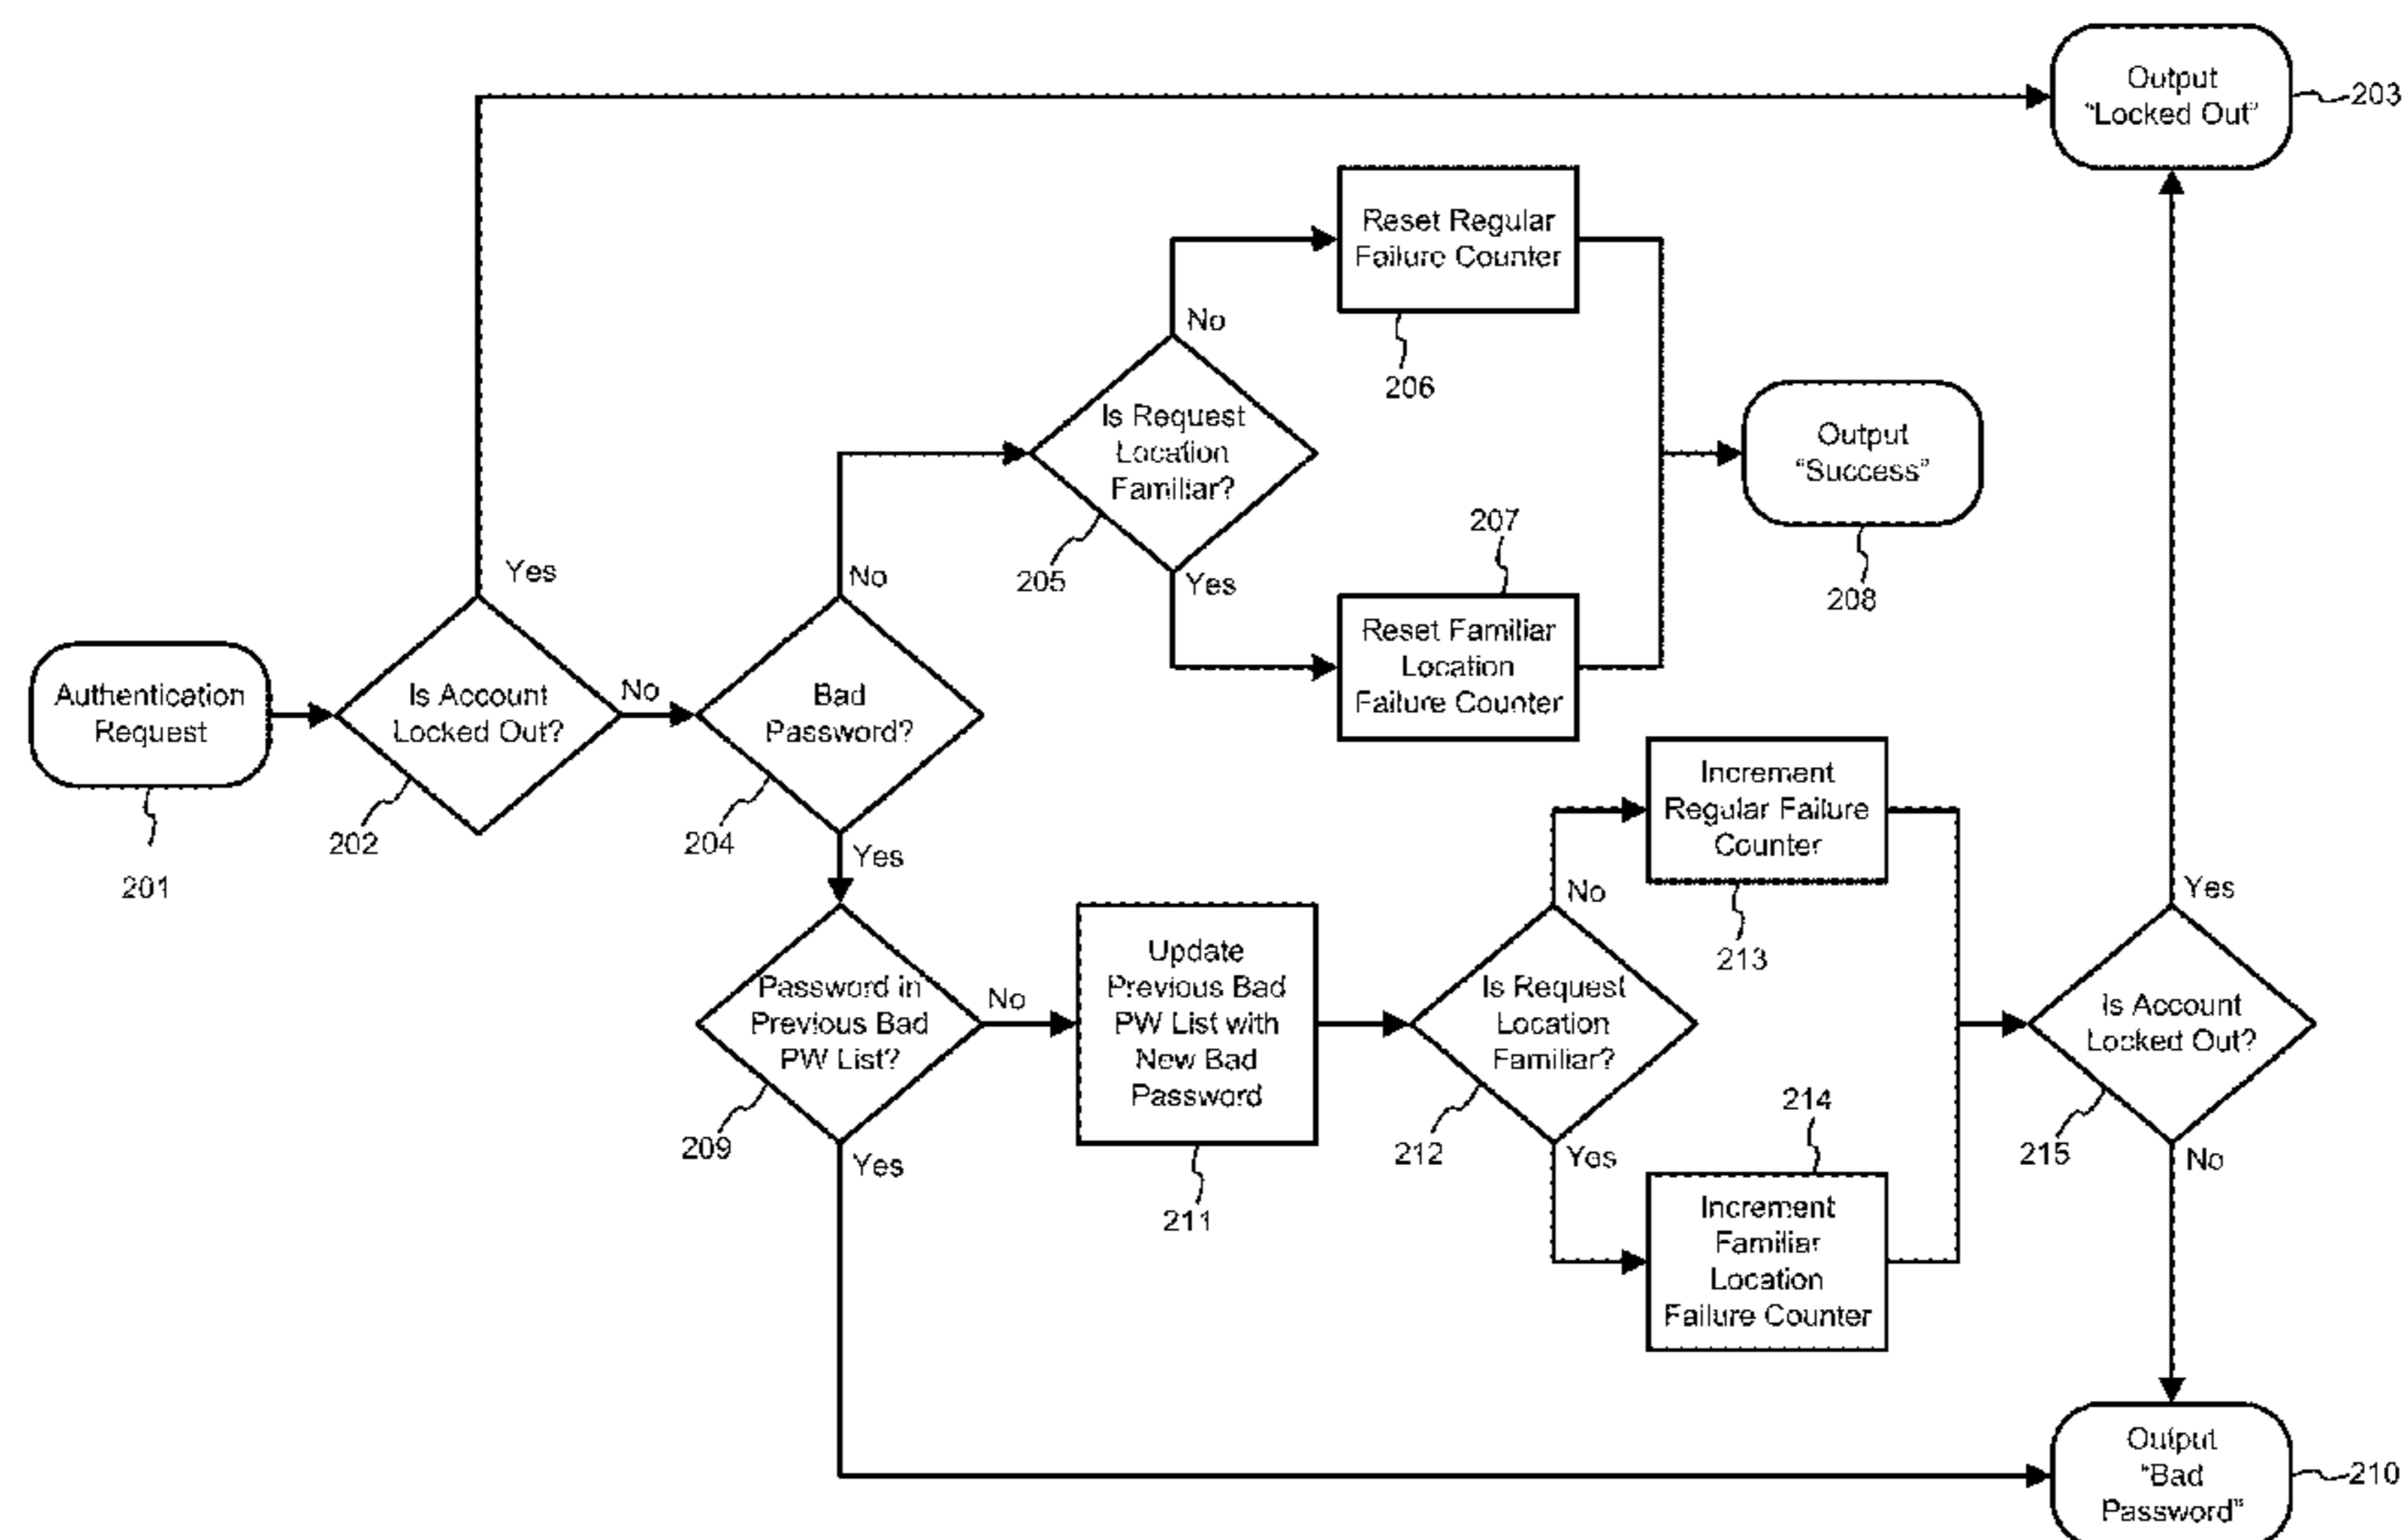 Output
"Locked Out"
203
Reset Regular
Failure Counter
206
No
Is Request
Location
Familiar?
205
Yes
207
Reset Familiar
Location
Failure Counter
Output
"Success"
208
Authentication
Request
201
Yes
Is Account
Locked Out?
202
No
No
Bad
Password?
204
Yes
Password in
Previous Bad
PW List?
209
No
Yes
Update
Previous Bad
PW List with
New Bad
Password
211
Is Request
Location
Familiar?
212
No
Increment
Regular Failure
Counter
213
Yes
214
Increment
Familiar
Location
Failure Counter
Yes
Is Account
Locked Out?
215
No
Output
"Bad
Password"
210